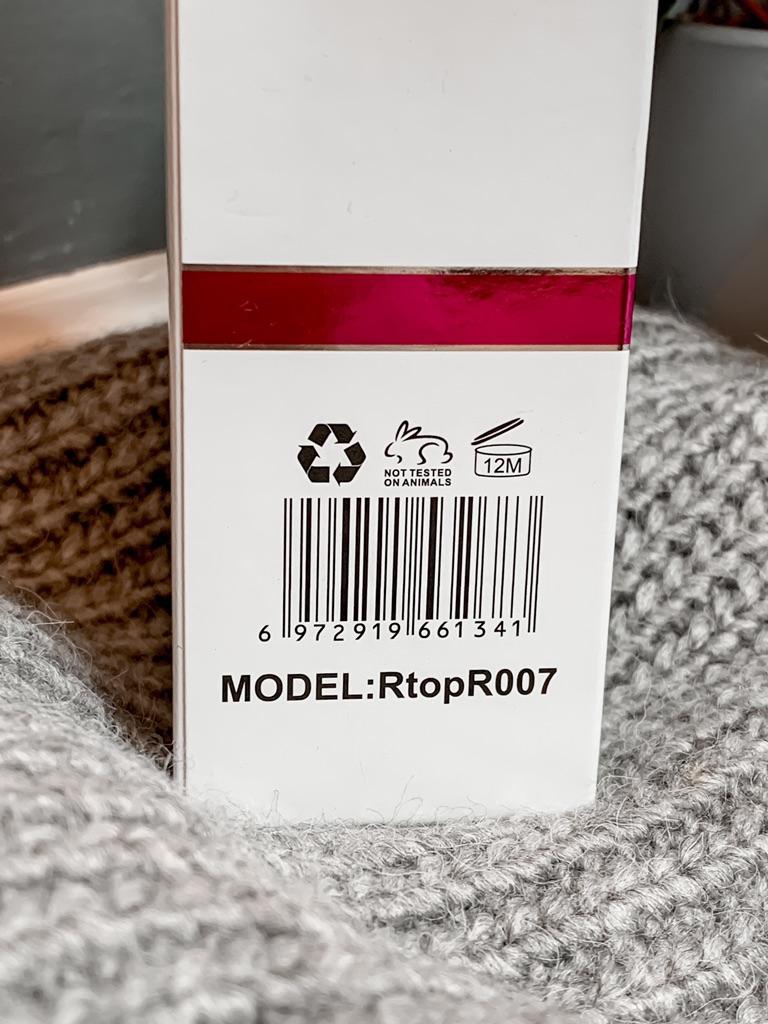 NOT TESTED
ON ANIMALS
12M
6 972919 661341
MODEL:RtopR007